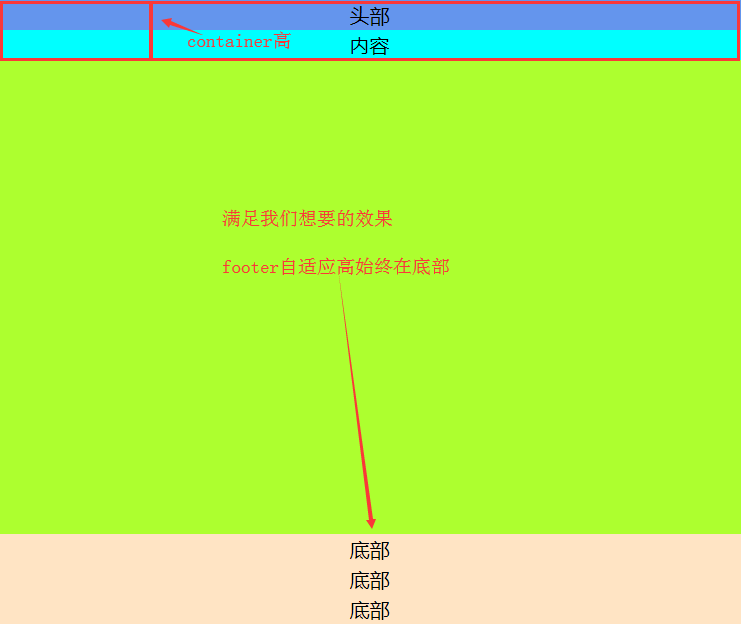 头部
container高
内容
满足我们想要的效果
footer自适应高始终在底部
底部
底部
底部